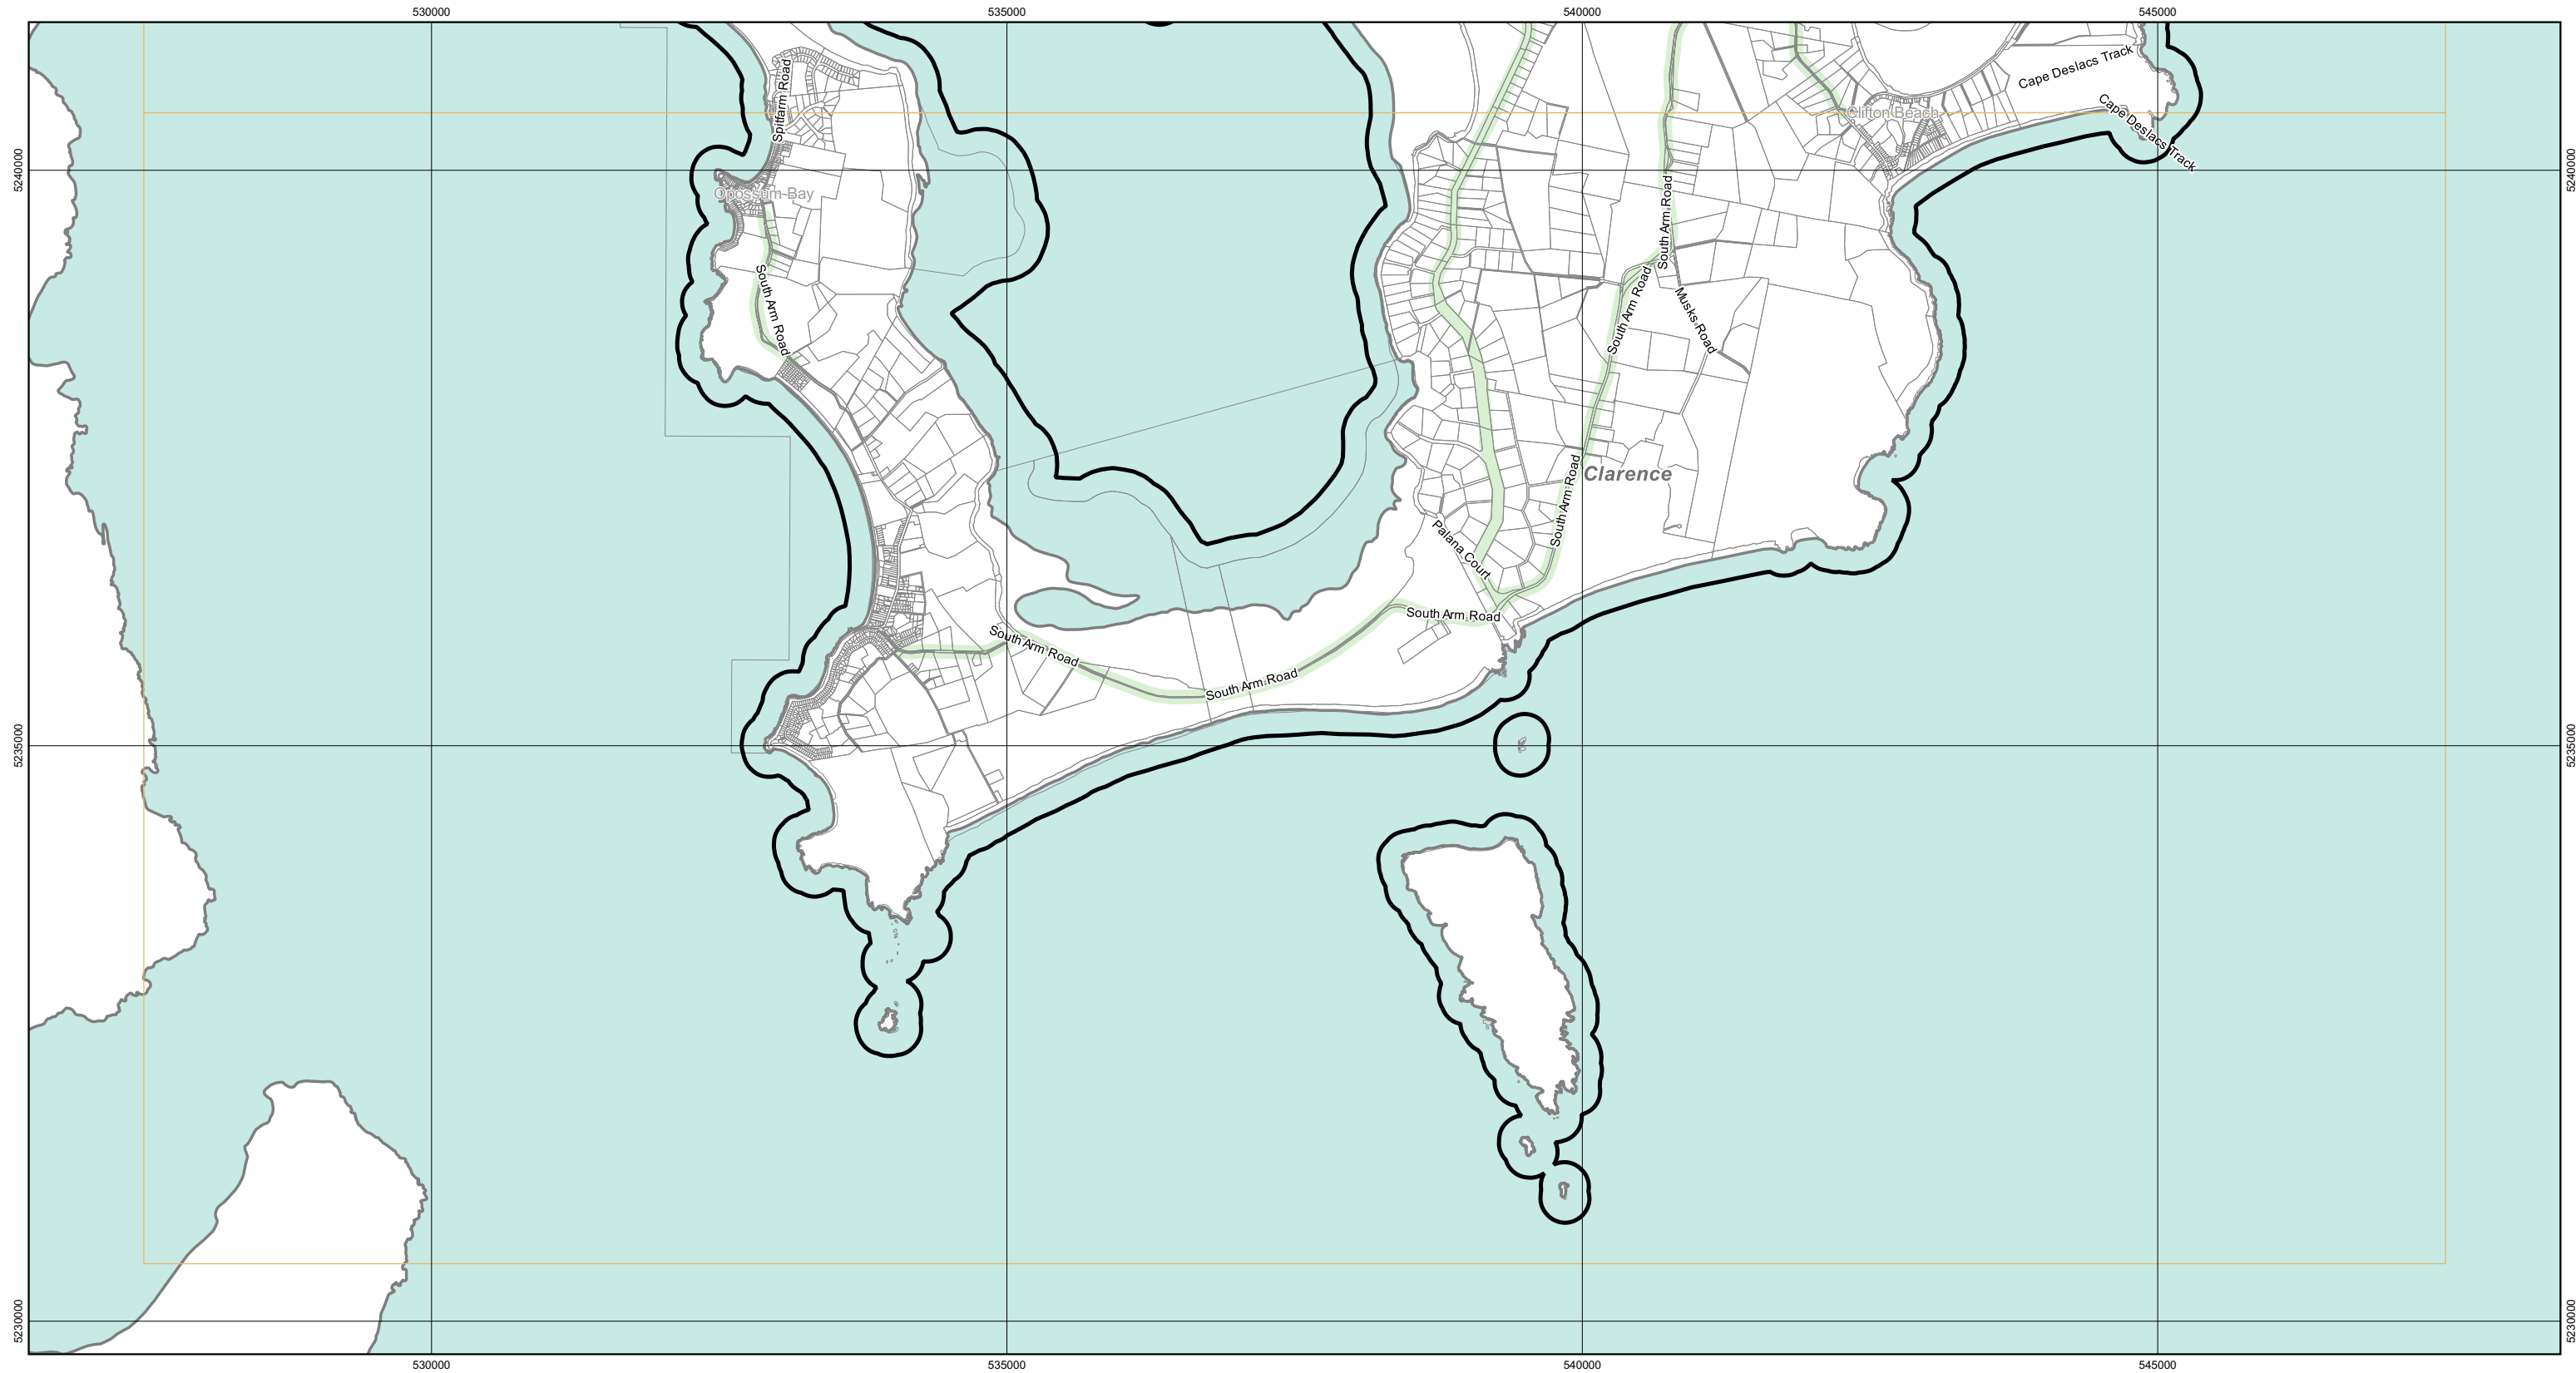 530000
535000
540000
545000
Spitfarm Road
Cape Deslacs Track
Cape Deslacs Track
Clifton Beach
5240000
5240000
Opossum Bay
South Arm Road
South Arm Road
South Arm Road
Musks Road
Clarence
South Arm Road
Palana Court
South Arm Road
South Arm Road
South Arm Road
5235000
5235000
5230000
5230000
530000
535000
540000
545000